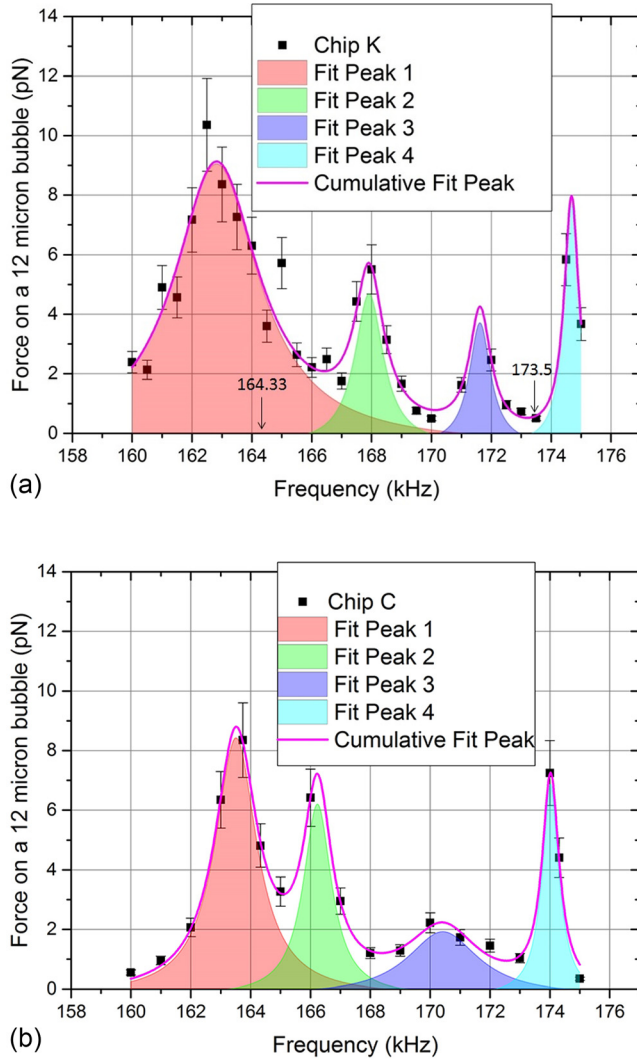 14
12
10
8
6
4
2
0
Force on a 12 micron bubble (pN)
Chip K
Fit Peak 1
Fit Peak 2
Fit Peak 3
Fit Peak 4
Cumulative Fit Peak
164.33
173.5
158 160 162 164 166 168 170 172 174 176
Frequency (kHz)
(a)
14
12
10
8
6
4
2
0
Force on a 12 micron bubble (pN)
Chip C
Fit Peak 1
Fit Peak 2
Fit Peak 3
Fit Peak 4
Cumulative Fit Peak
158 160 162 164 166 168 170 172 174 176
Frequency (kHz)
(b)